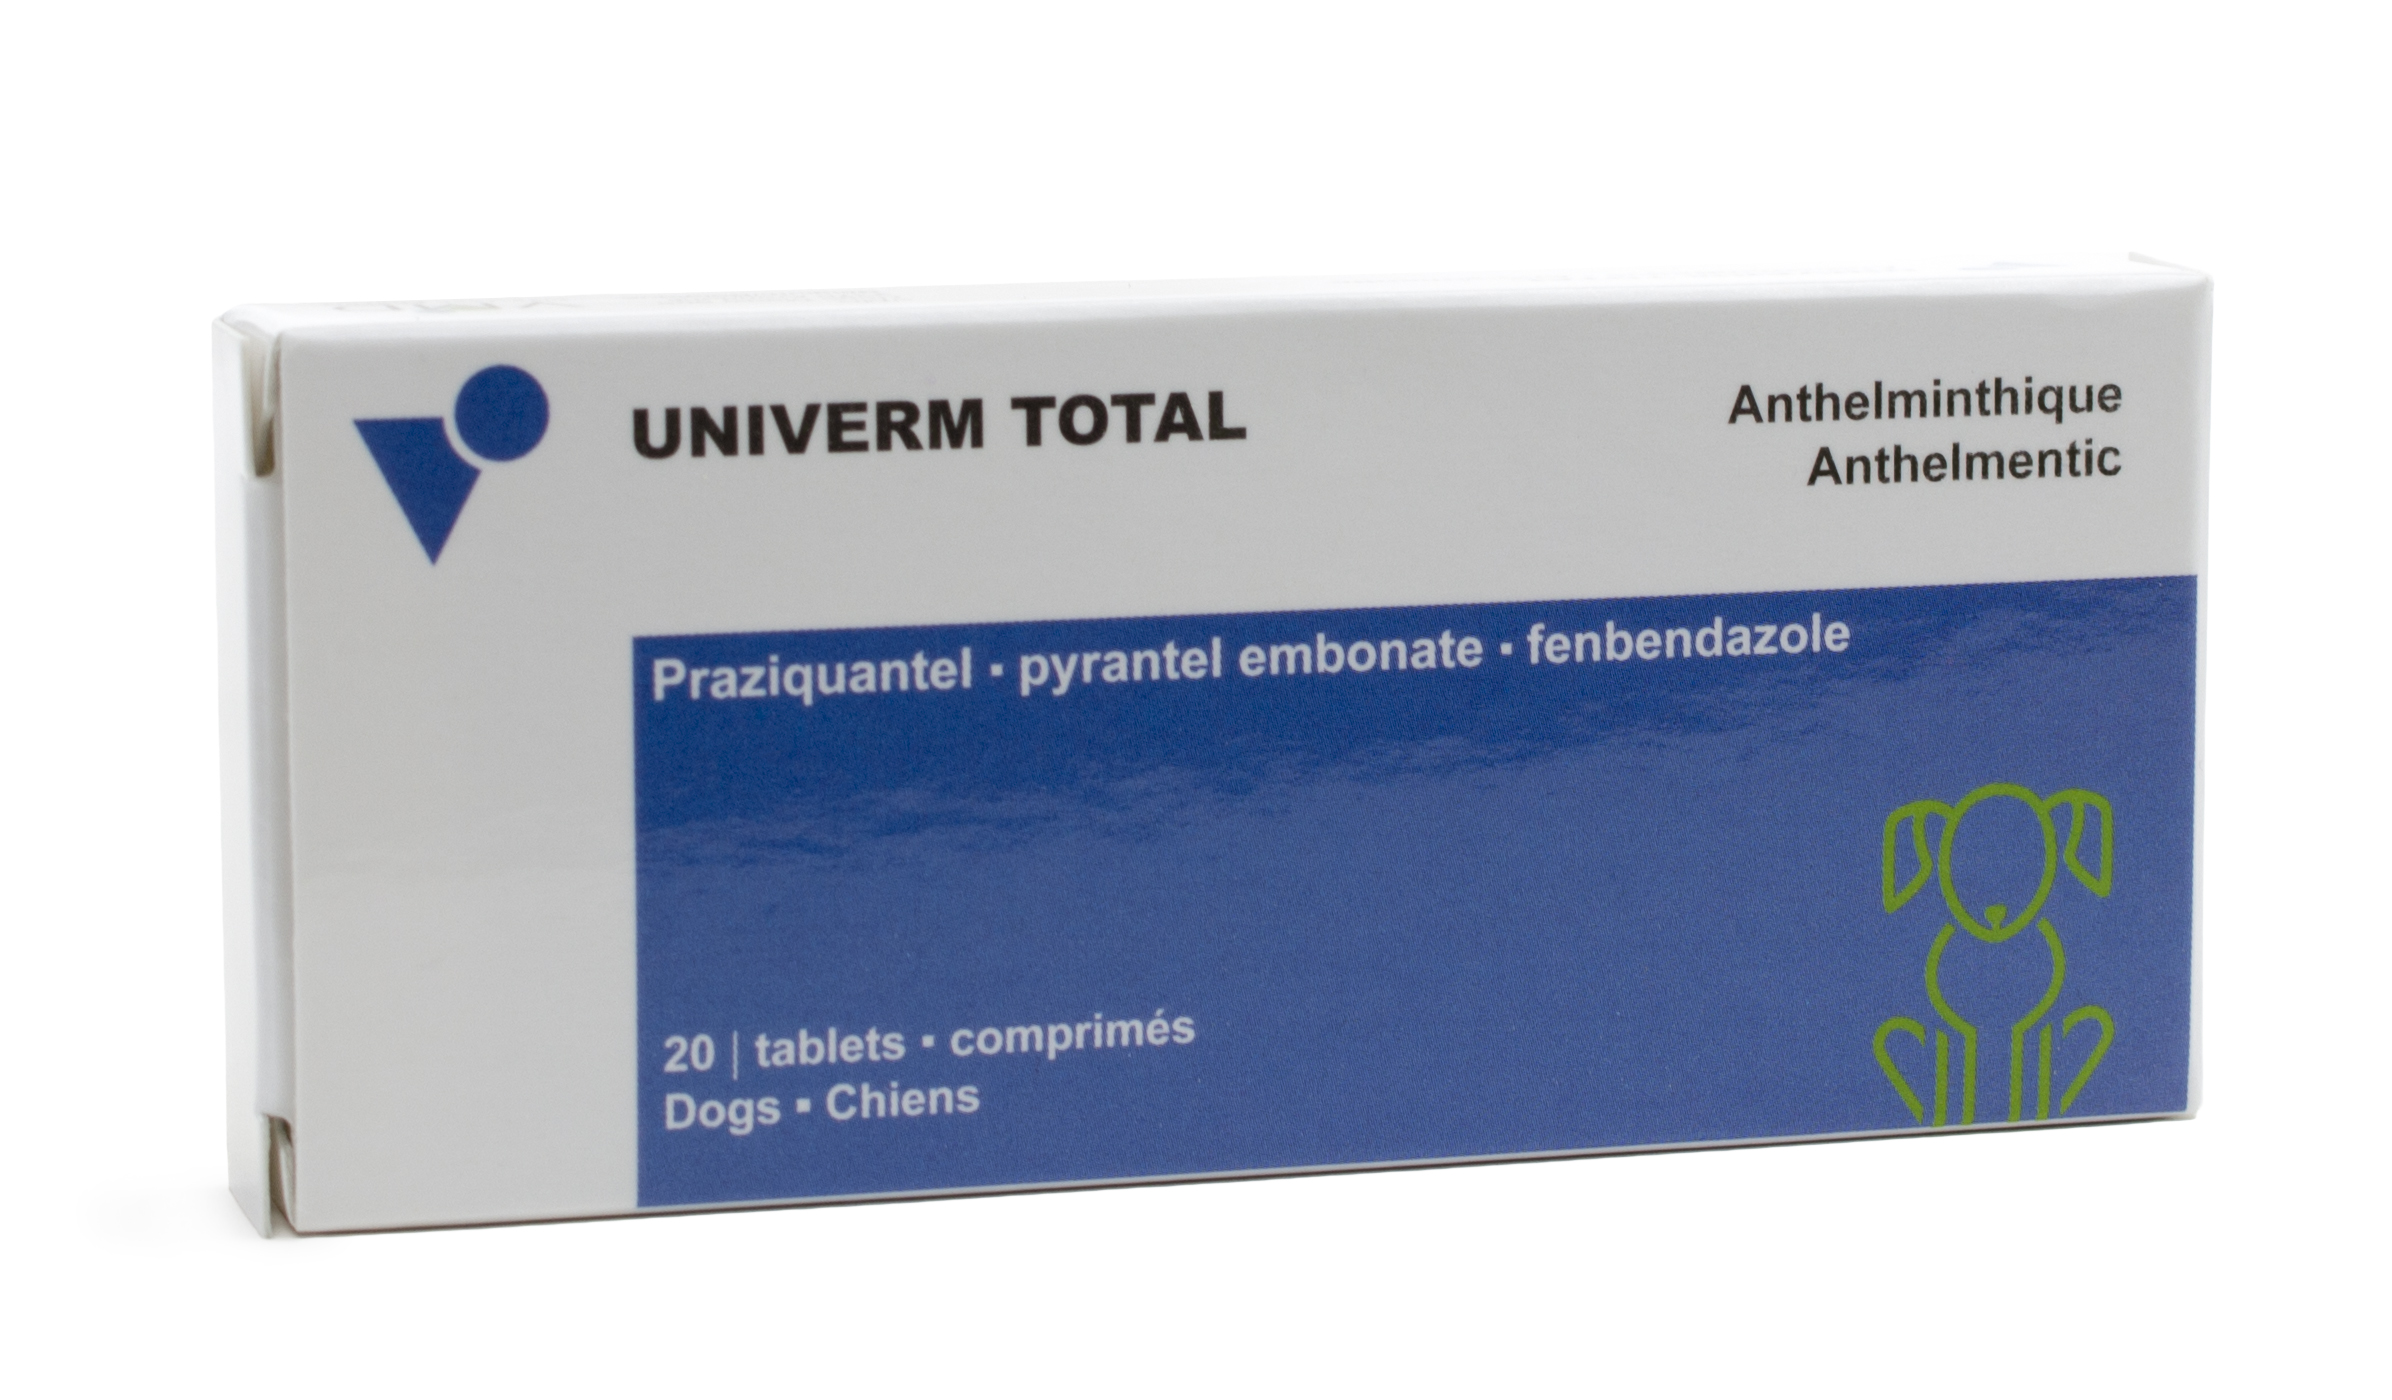 UNIVERM TOTAL
Anthelminthique
Anthelmentic
Praziquantel ▪ pyrantel embonate ▪ fenbendazole
20 | tablets ▪ comprimés
Dogs ▪ Chiens